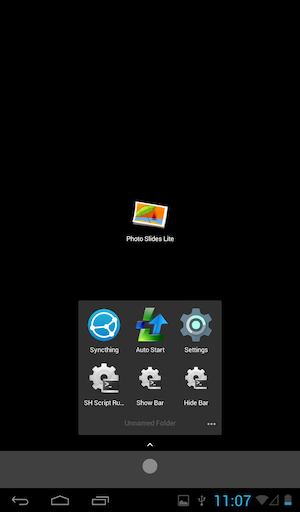 Photo Slides Lite
Syncthing
Auto Start
Settings
SH Script Ru...
Show Bar
Hide Bar
Unnamed Folder
11:07